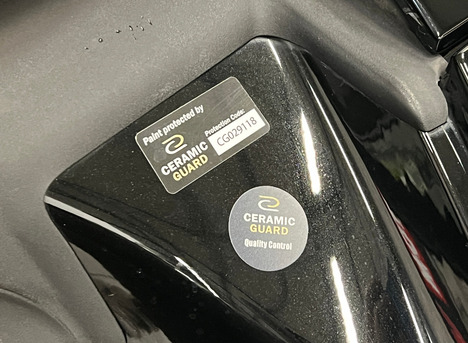 Paint protected by
CERAMIC
GUARD
Protection Code:
CG029118
CERAMIC
GUARD
Quality Control